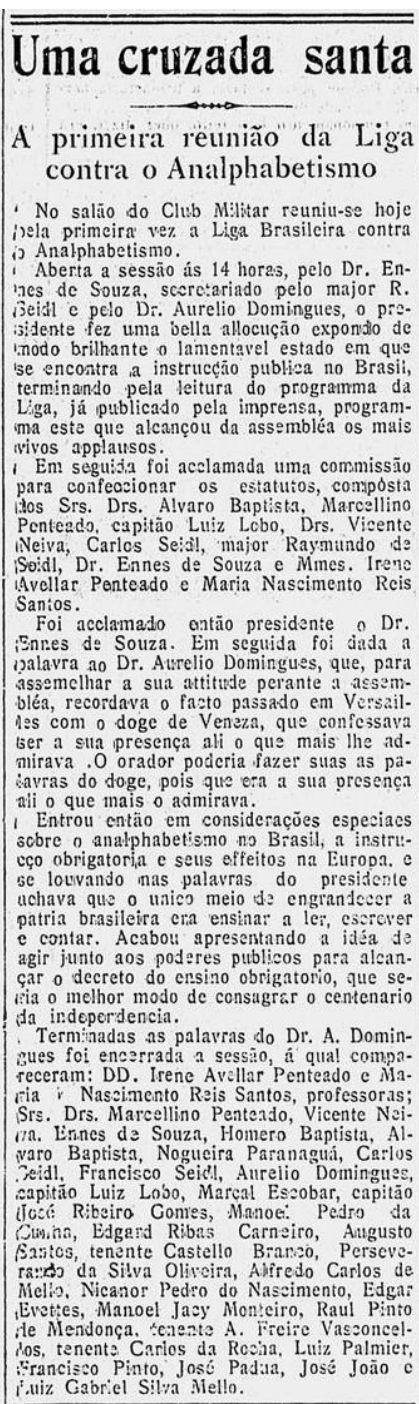 Uma cruzada santa
A primeira reunião da Liga
contra o Analphabetismo
No salão do Club Militar reuniu-se hoje
pela primeira vez a Liga Brasileira contra
o Analphabetismo.
Aberta a sessão ás 14 horas, pelo Dr. En-
nes de Souza, secretariado pelo major R.
Seidl e pelo Dr. Aurelio Domingues, o pre-
sidente fez uma bella allocução expondo de
modo brilhante o lamentavel estado em que
se encontra a instrucção publica no Brasil,
terminando pela leitura do programma da
Liga, já publicado pela imprensa, program-
ma este que alcançou da assembléa os mais
vivos applausos.
Em seguida foi acclamada uma commissão
para confeccionar os estatutos, compósta
dos Srs. Drs. Alvaro Baptista, Marcellino
Penteado, capitão Luiz Lobo, Drs. Vicente
Neiva, Carlos Seidl, major Raymundo de
Seidl, Dr. Ennes de Souza e Mmes. Irene
Avellar Penteado e Maria Nascimento Reis
Santos.
Foi acclamado então presidente o Dr.
Ennes de Souza. Em seguida foi dada a
palavra ao Dr. Aurelio Domingues, que, para
assemelhar a sua attitude perante a assem-
bléa, recordava o facto passado em Versail-
les com o doge de Veneza, que confessava
ser a sua presença ali o que mais lhe ad-
mirava .O orador poderia fazer suas as pa-
lavras do doge, pois que era a sua presença
ali o que mais o admirava.
Entrou então em considerações especiaes
sobre o analphabetismo no Brasil, a instru-
cço obrigatoria e seus effeitos na Europa, e
se louvando nas palavras do presidente
achava que o unico meio de engrandecer a
patria brasileira era ensinar a ler, escrever
e contar. Acabou apresentando a idéa de
agir junto aos poderes publicos para alcan-
çar o decreto do ensino obrigatorio, que se-
ria o melhor modo de consagrar o centenario
da independencia.
Terminadas as palavras do Dr. A. Domin-
gues foi encerrada a sessão, á qual compa-
receram: DD. Irene Avellar Penteado e Ma-
ria Nascimento Reis Santos, professoras;
Srs. Drs. Marcellino Penteado, Vicente Nei-
va, Ennes de Souza, Homero Baptista, Al-
varo Baptista, Nogueira Paranaguá, Carlos
Seidl, Francisco Seidl, Aurelio Domingues,
capitão Luiz Lobo, Marçal Escobar, capitão
José Ribeiro Gomes, Manoel Pedro da
Cunha, Edgard Ribas Carneiro, Augusto
Santos, tenente Castello Branco, Perseve-
rando da Silva Oliveira, Alfredo Carlos de
Mello, Nicanor Pedro do Nascimento, Edgar
Evettes, Manoel Jacy Monteiro, Raul Pinto
de Mendonça, tenente A. Freire Vasconcel-
los, tenente Carlos da Rocha, Luiz Palmier,
Francisco Pinto, José Padua, José João e
Luiz Gabriel Silva Mello.